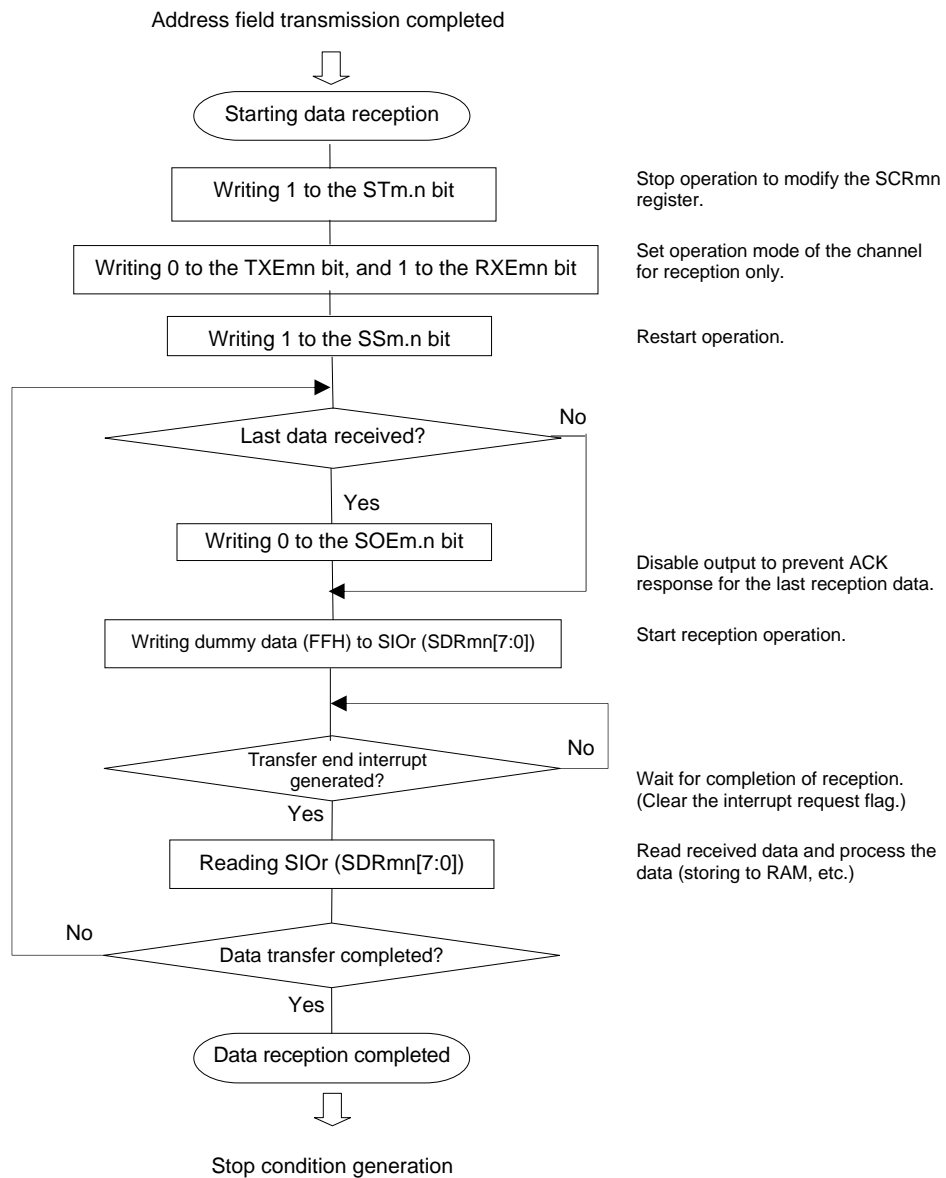 Address field transmission completed
Starting data reception
Writing 1 to the STm.n bit
Stop operation to modify the SCRmn
register.
Writing 0 to the TXEmn bit, and 1 to the RXEmn bit
Set operation mode of the channel
for reception only.
Writing 1 to the SSm.n bit
Restart operation.
No
Last data received?
Yes
Writing 0 to the SOEm.n bit
Disable output to prevent ACK
response for the last reception data.
Writing dummy data (FFH) to SIOr (SDRmn[7:0])
Start reception operation.
Transfer end interrupt
generated?
No
Wait for completion of reception.
(Clear the interrupt request flag.)
Yes
Reading SIOr (SDRmn[7:0])
Read received data and process the
data (storing to RAM, etc.)
No
Data transfer completed?
Yes
Data reception completed
Stop condition generation